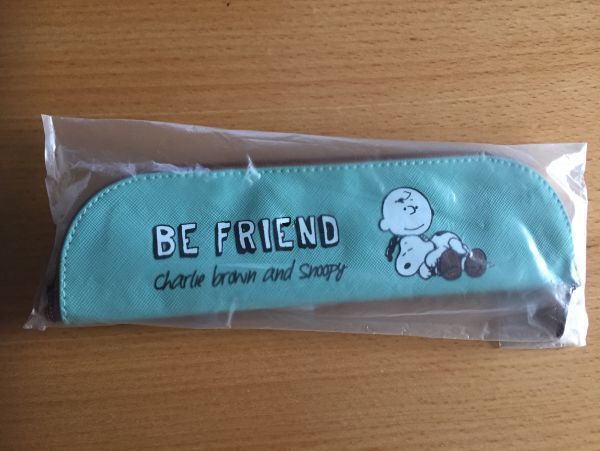 BE FRIEND
Charlie brown and Snoopy